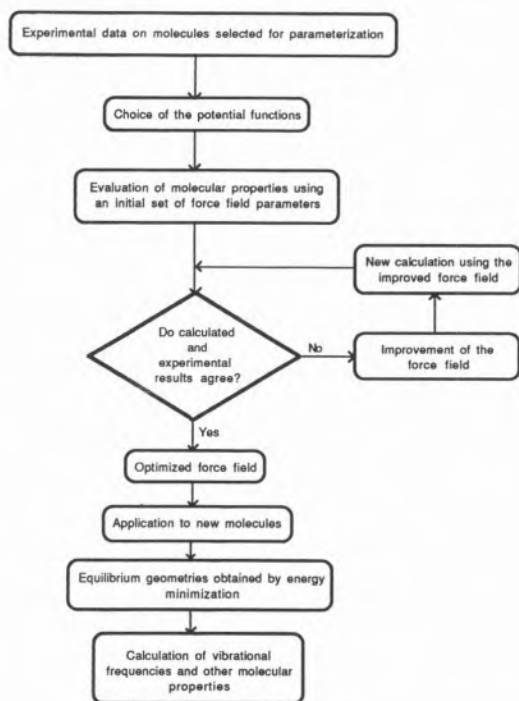 Experimental data on molecules selected for parameterization
Choice of the potential functions
Evaluation of molecular properties using
an initial set of force field parameters
New calculation using the
improved force field
Do calculated
and
experimental
results agree?
No
Improvement of the
force field
Yes
Optimized force field
Application to new molecules
Equilibrium geometries obtained by energy
minimization
Calculation of vibrational
frequencies and other molecular
properties